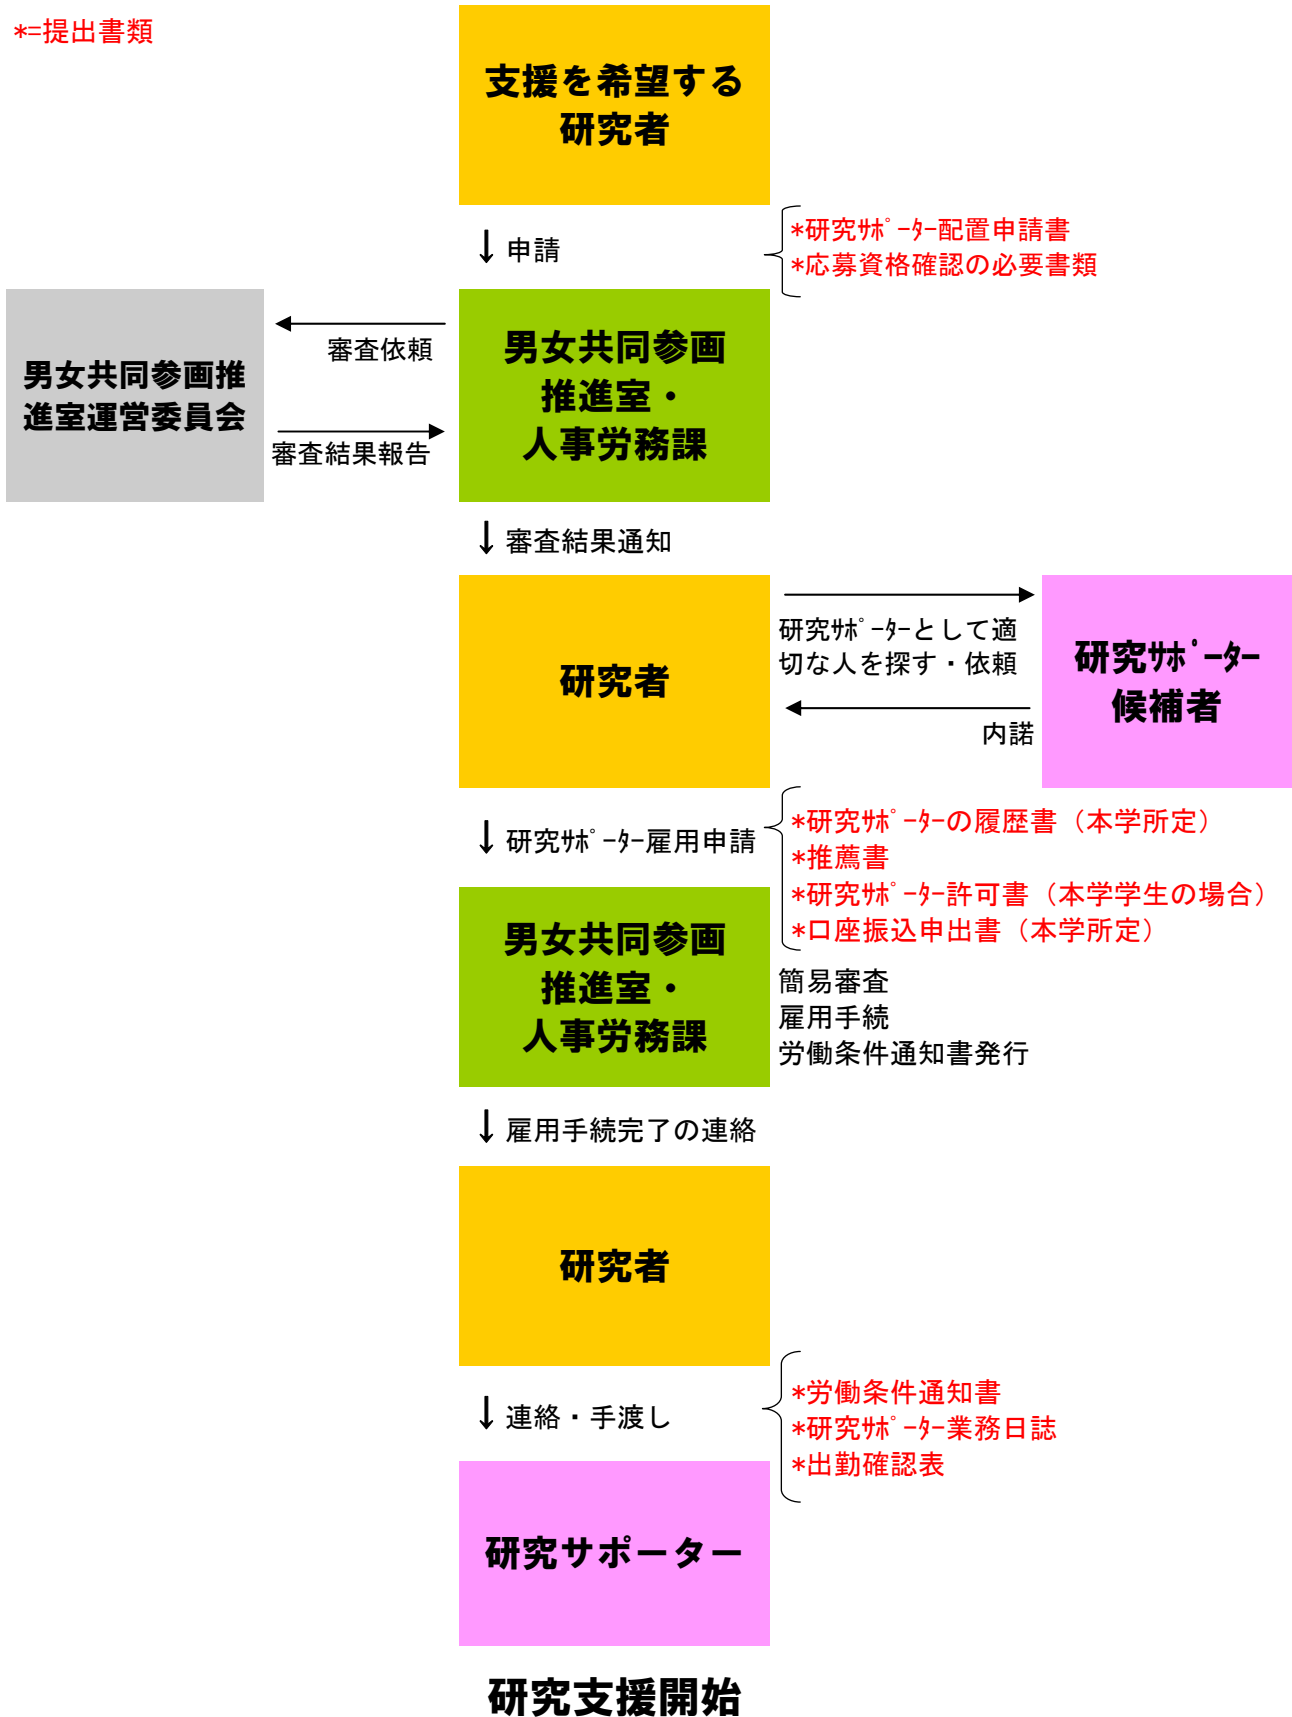 *=提出書類
支援を希望する
研究者
↓ 申請
*研究ｻﾎﾟｰﾀｰ配置申請書
*応募資格確認の必要書類
男女共同参画推
進室運営委員会
審査依頼
審査結果報告
男女共同参画
推進室・
人事労務課
↓ 審査結果通知
研究者
研究ｻﾎﾟｰﾀｰとして適
切な人を探す・依頼
内諾
研究ｻﾎﾟｰﾀｰ
候補者
↓ 研究ｻﾎﾟｰﾀｰ雇用申請
*研究ｻﾎﾟｰﾀｰの履歴書（本学所定）
*推薦書
*研究ｻﾎﾟｰﾀｰ許可書（本学学生の場合）
*口座振込申出書（本学所定）
男女共同参画
推進室・
人事労務課
簡易審査
雇用手続
労働条件通知書発行
↓ 雇用手続完了の連絡
研究者
↓ 連絡・手渡し
*労働条件通知書
*研究ｻﾎﾟｰﾀｰ業務日誌
*出勤確認表
研究サポーター
研究支援開始